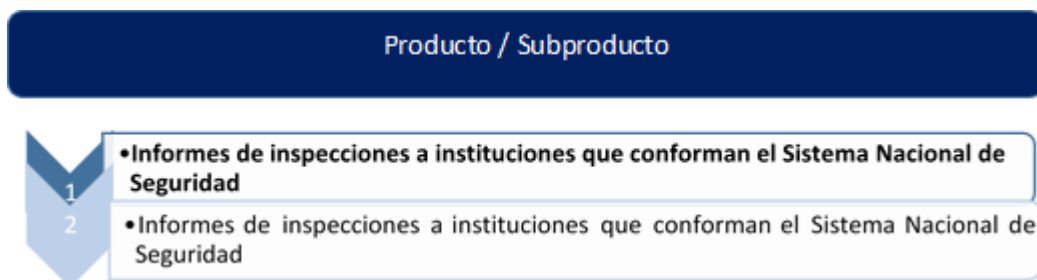 Producto / Subproducto
1
•Informes de inspecciones a instituciones que conforman el Sistema Nacional de
Seguridad
2
•Informes de inspecciones a instituciones que conforman el Sistema Nacional de
Seguridad